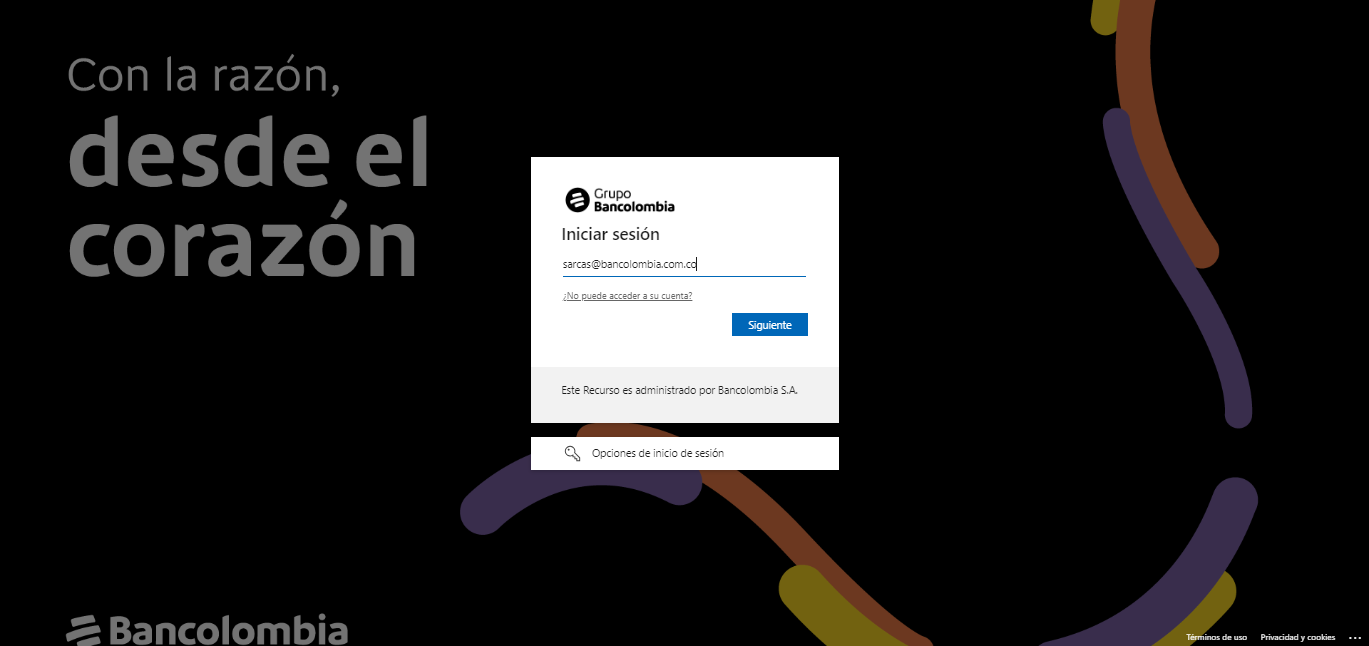 Con la razón,
desde el
corazón
Grupo
Bancolombia
Iniciar sesión
sarcas@bancolombia.com.co
¿No puede acceder a su cuenta?
Siguiente
Este Recurso es administrado por Bancolombia S.A.
Opciones de inicio de sesión
Bancolombia
Términos de uso Privacidad y cookies ...